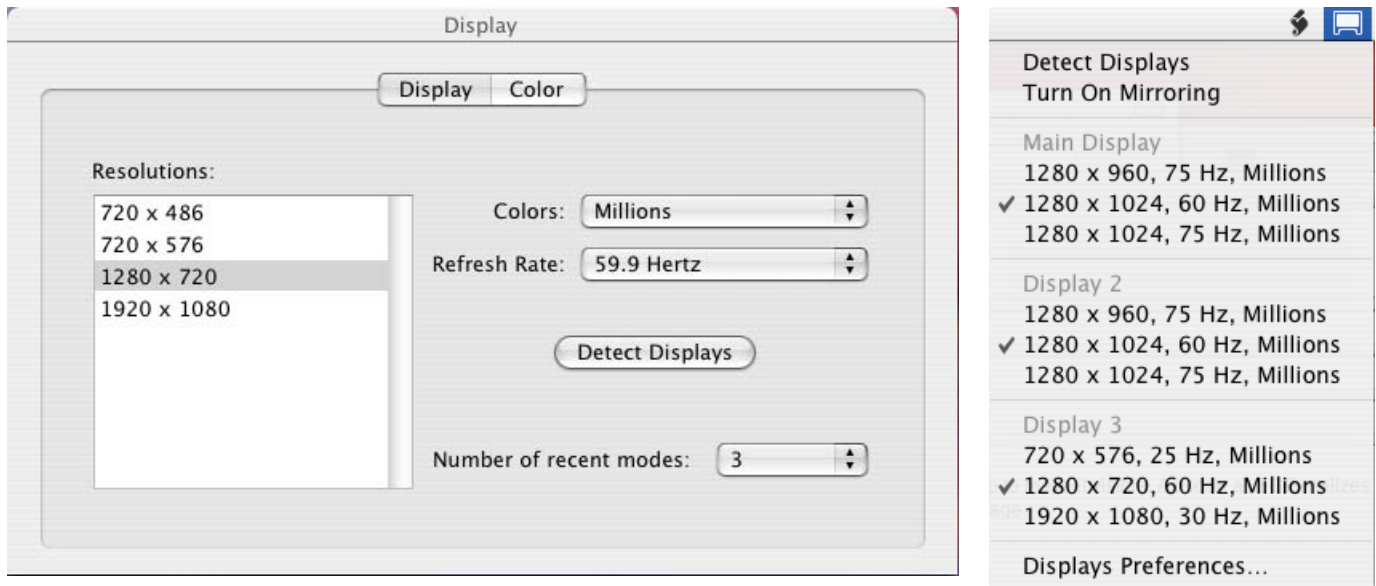 Display
Display Color
Resolutions:
720 x 486
720 x 576
1280 x 720
1920 x 1080
Colors: Millions
Refresh Rate: 59.9 Hertz
Detect Displays
Number of recent modes: 3
Detect Displays
Turn On Mirroring
Main Display
1280 x 960, 75 Hz, Millions
✓ 1280 x 1024, 60 Hz, Millions
1280 x 1024, 75 Hz, Millions
Display 2
1280 x 960, 75 Hz, Millions
✓ 1280 x 1024, 60 Hz, Millions
1280 x 1024, 75 Hz, Millions
Display 3
720 x 576, 25 Hz, Millions
✓ 1280 x 720, 60 Hz, Millions
1920 x 1080, 30 Hz, Millions
Displays Preferences...